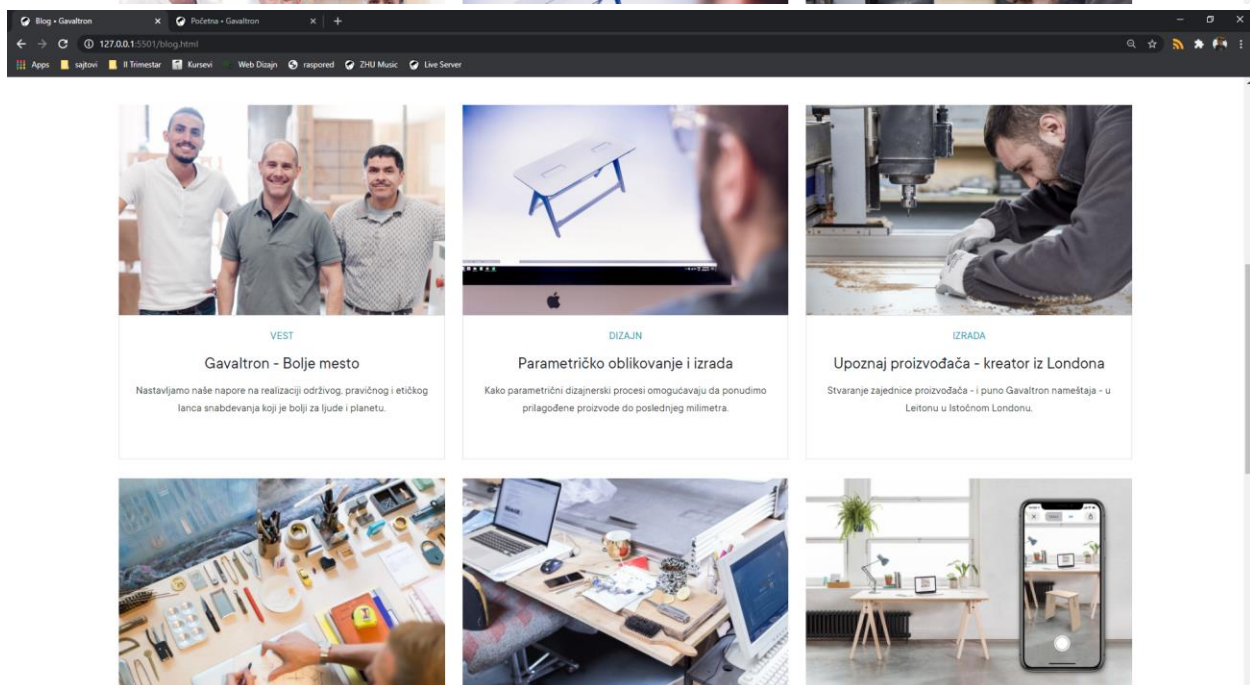 Blog • Gavaltron
Početna • Gavaltron
127.0.0.1:5501/blog.html
Apps sajtovi II Trimestar Kursevi Web Dizajn raspored ZHU Music Live Server
VEST
Gavaltron - Bolje mesto
Nastavljamo naše napore na realizaciji održivog, pravičnog i etičkog
lanca snabdevanja koji je bolji za ljude i planetu.
DIZAJN
Parametričko oblikovanje i izrada
Kako parametrični dizajnerski procesi omogućavaju da ponudimo
prilagođene proizvode do poslednjeg milimetra.
IZRADA
Upoznaj proizvođača - kreator iz Londona
Stvaranje zajednice proizvođača - i puno Gavaltron nameštaja - u
Leitonu u Istočnom Londonu.